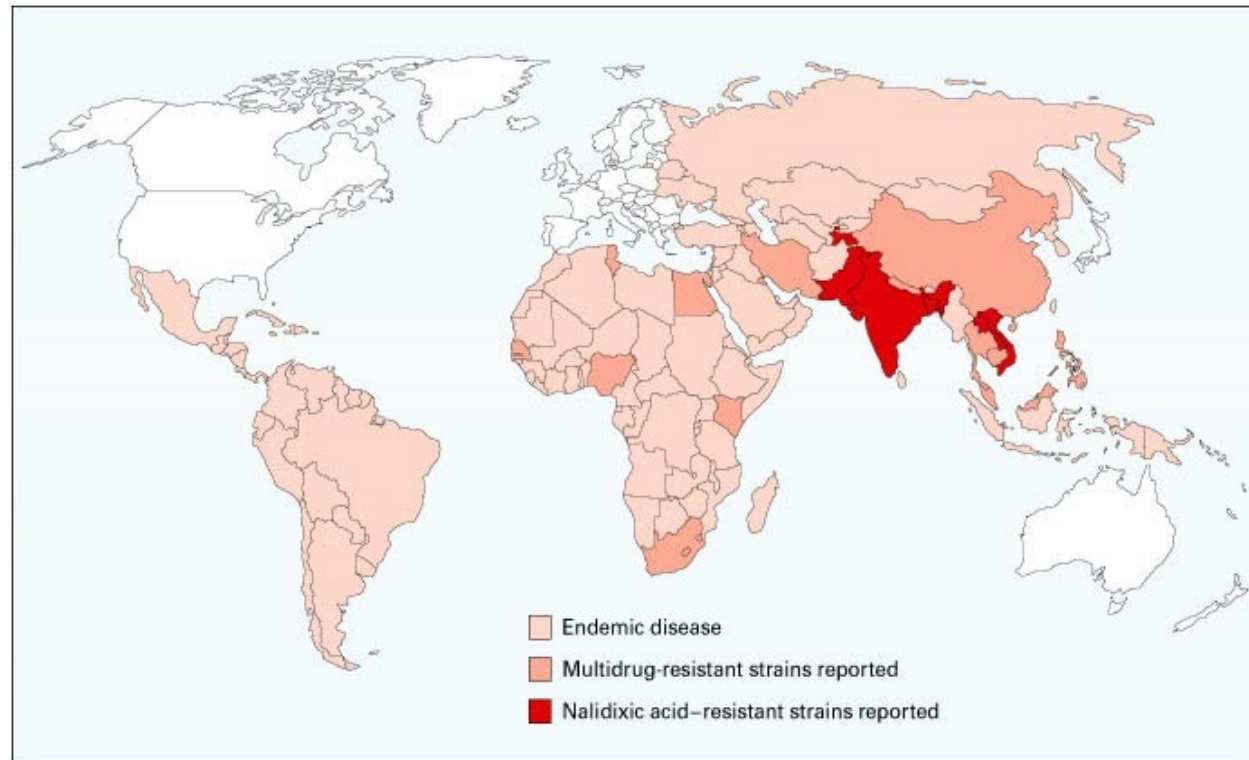 Endemic disease
Multidrug-resistant strains reported
Nalidixic acid–resistant strains reported